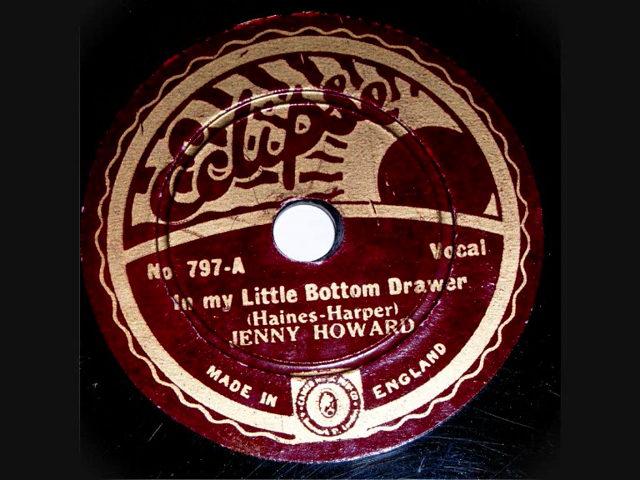 Eclipse
No 797-A
Vocal
In my Little Bottom Drawer
(Haines-Harper)
JENNY HOWARD
MADE IN
ENGLAND